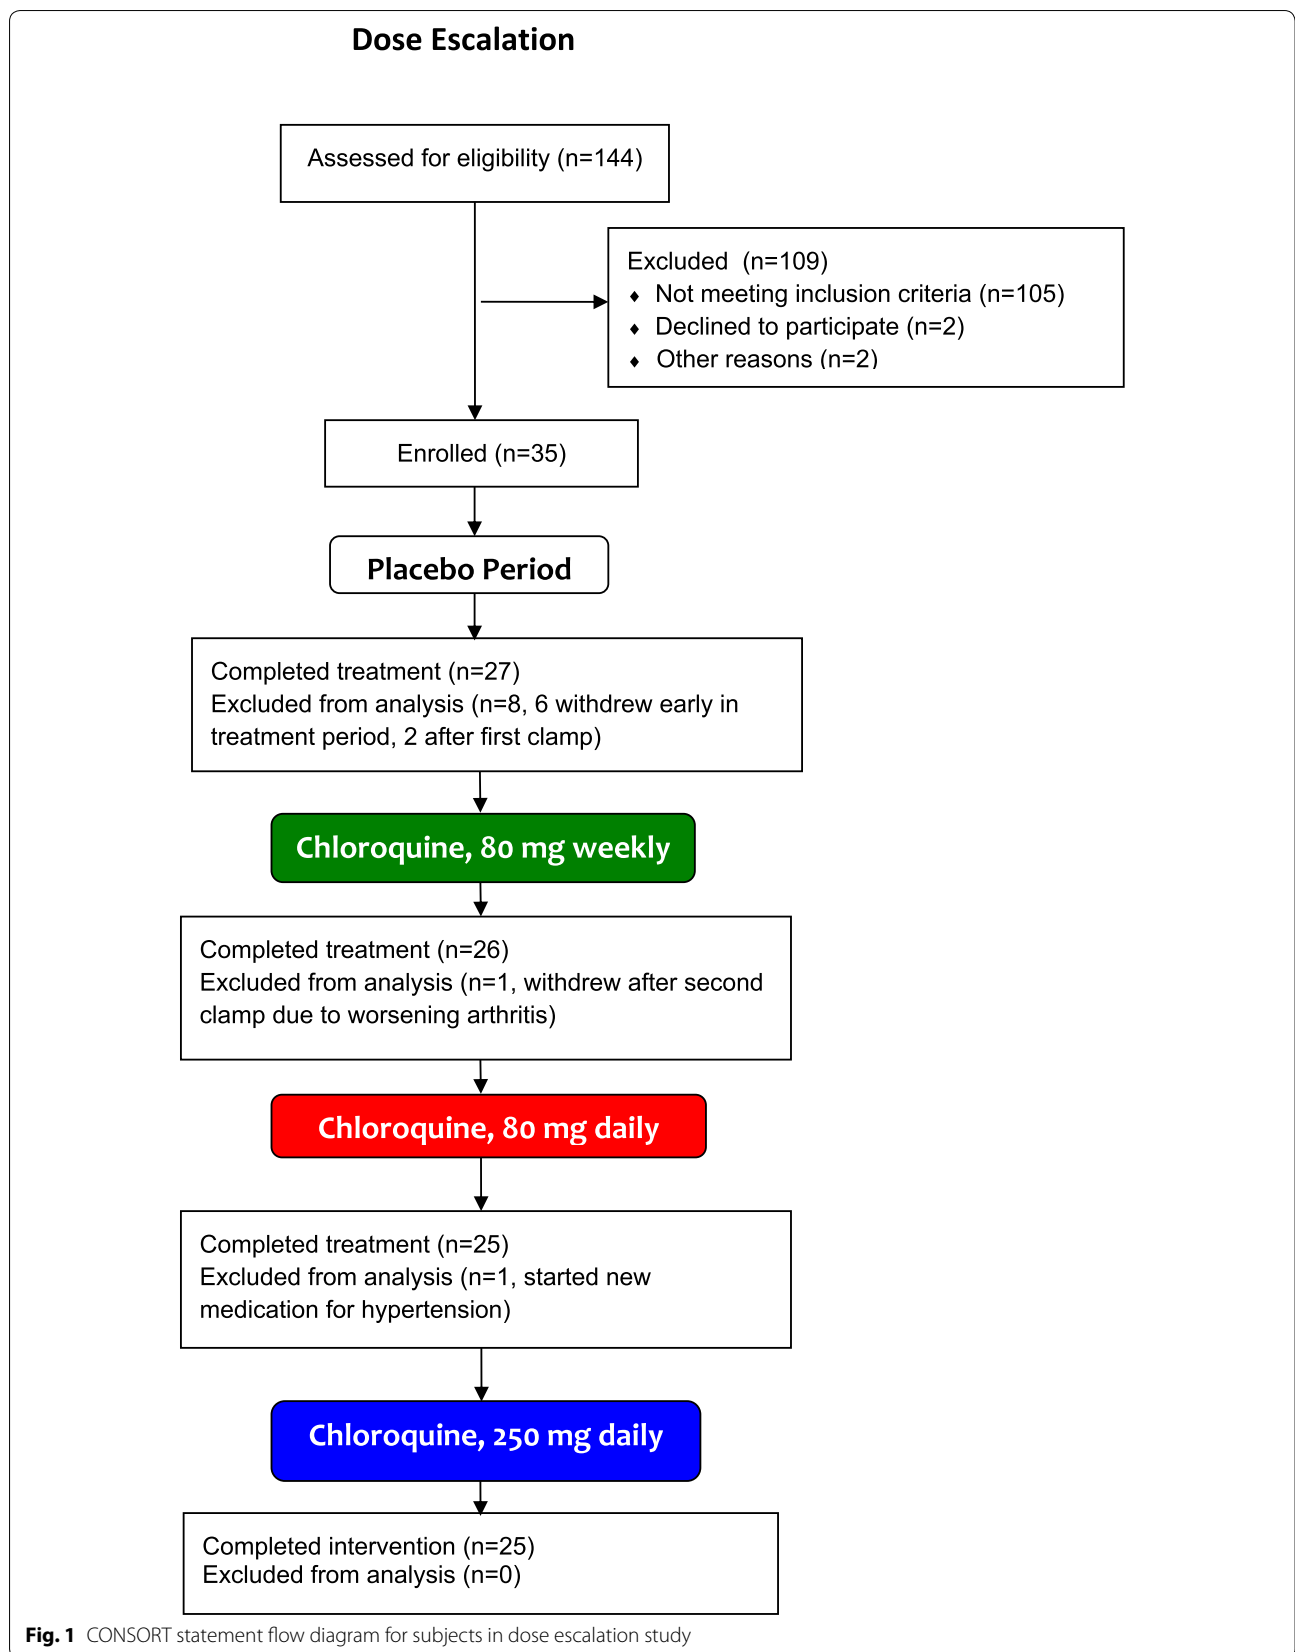 Dose Escalation
Assessed for eligibility (n=144)
Excluded (n=109)
♦ Not meeting inclusion criteria (n=105)
♦ Declined to participate (n=2)
♦ Other reasons (n=2)
Enrolled (n=35)
Placebo Period
Completed treatment (n=27)
Excluded from analysis (n=8, 6 withdrew early in
treatment period, 2 after first clamp)
Chloroquine, 80 mg weekly
Completed treatment (n=26)
Excluded from analysis (n=1, withdrew after second
clamp due to worsening arthritis)
Chloroquine, 80 mg daily
Completed treatment (n=25)
Excluded from analysis (n=1, started new
medication for hypertension)
Chloroquine, 250 mg daily
Completed intervention (n=25)
Excluded from analysis (n=0)
Fig. 1 CONSORT statement flow diagram for subjects in dose escalation study